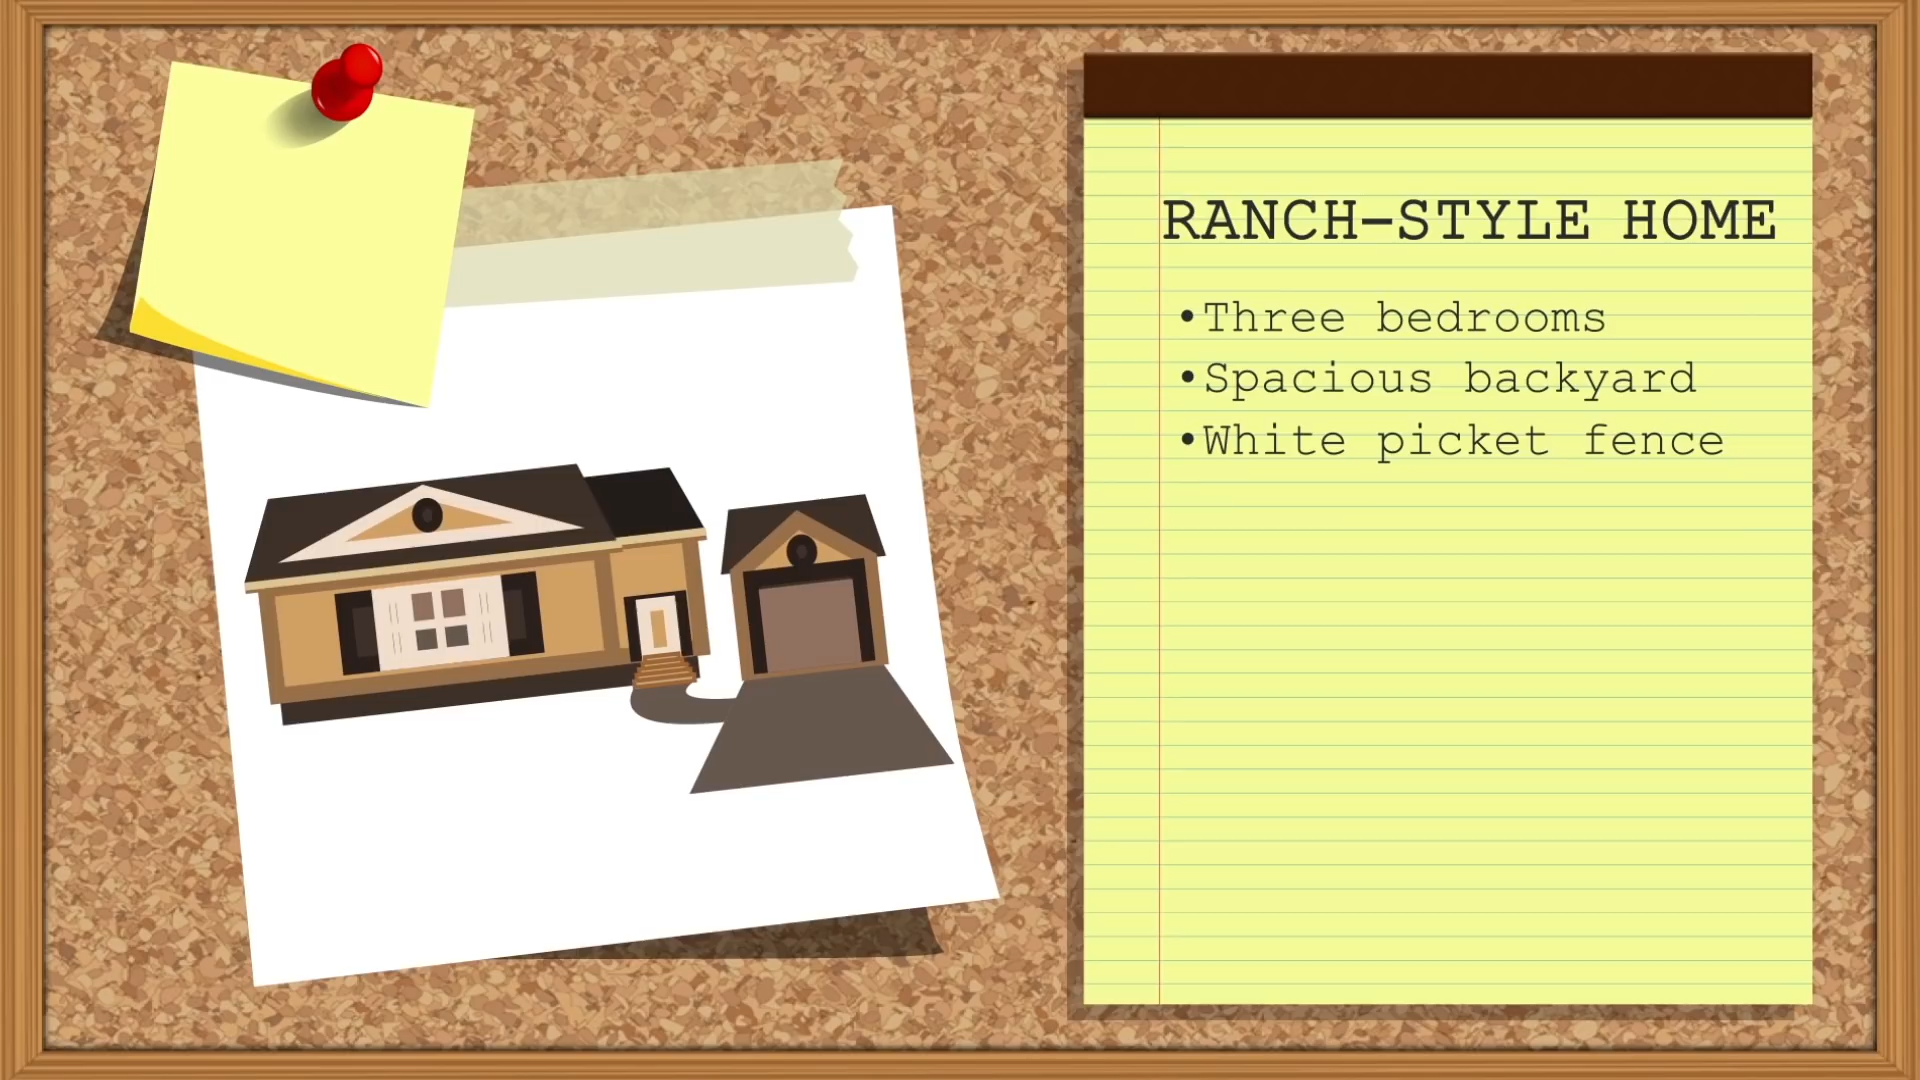 RANCH-STYLE HOME
•Three bedrooms
•Spacious backyard
•White picket fence